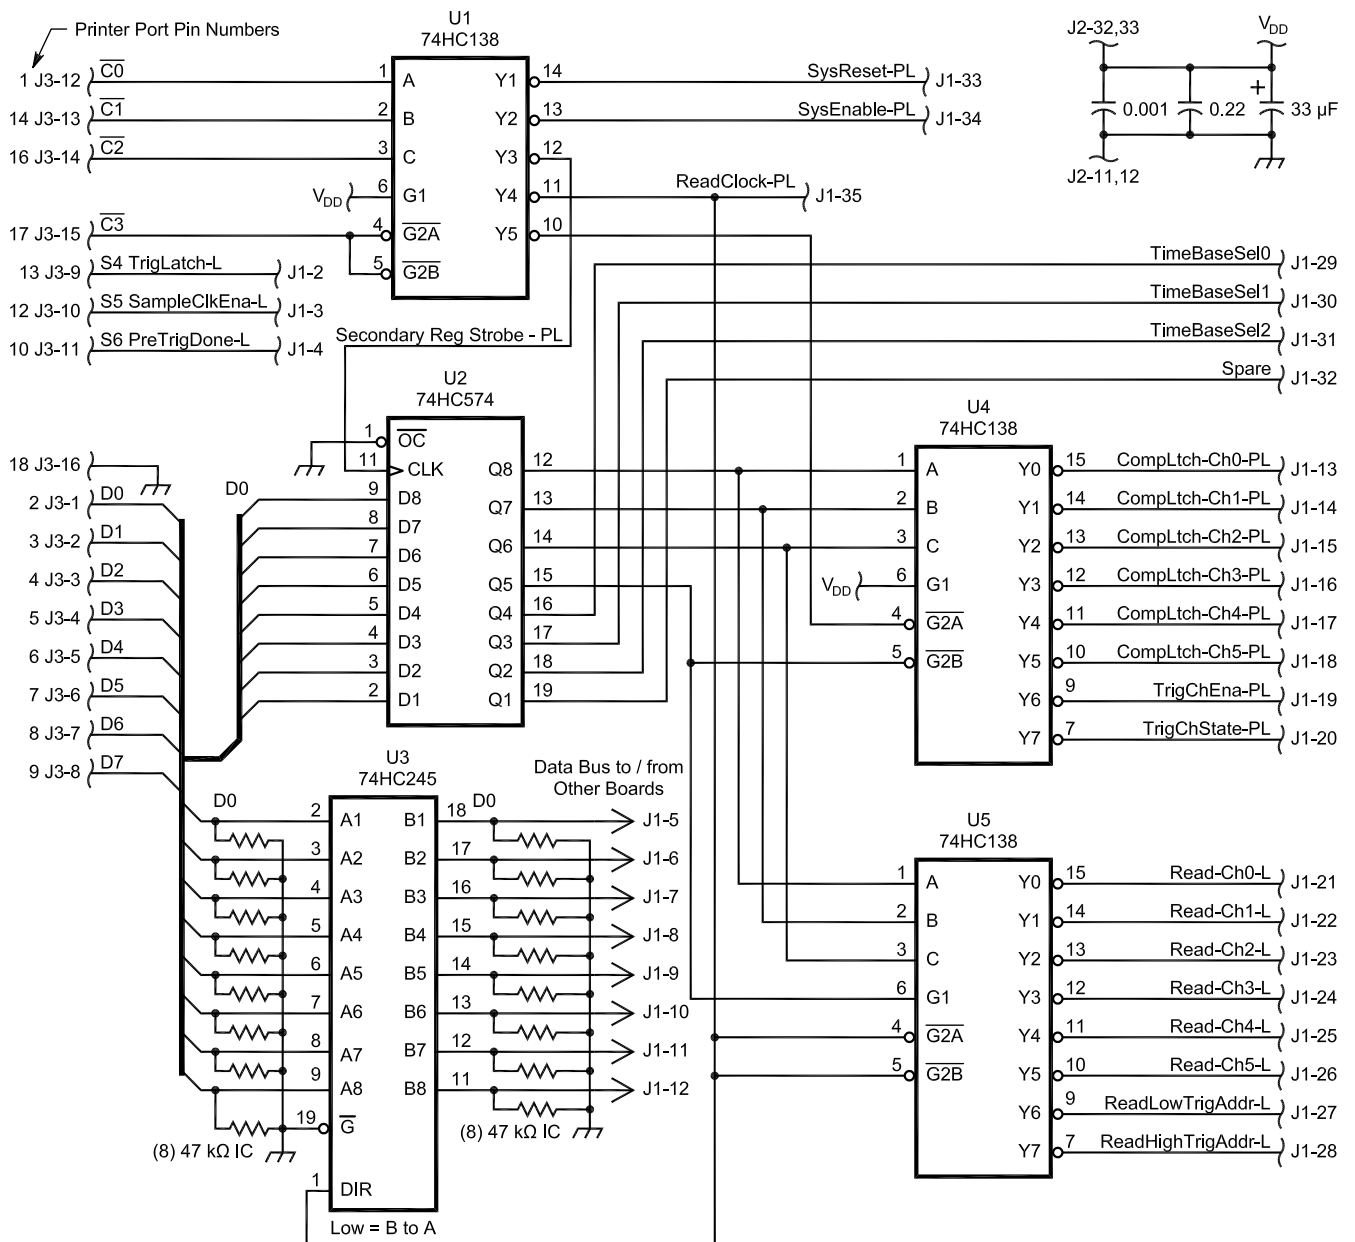 Printer Port Pin Numbers
1 J3-12 C0
14 J3-13 C1
16 J3-14 C2
17 J3-15 C3
13 J3-9 S4 TrigLatch-L J1-2
12 J3-10 S5 SampleClkEna-L J1-3
10 J3-11 S6 PreTrigDone-L J1-4
U1
74HC138
1 A Y1 14 SysReset-PL J1-33
2 B Y2 13 SysEnable-PL J1-34
3 C Y3 12
VDD 6 G1 Y4 11 ReadClock-PL J1-35
4 G2A Y5 10
5 G2B
J2-32,33 VDD
+
0.001 0.22 33 µF
J2-11,12
TimeBaseSel0 J1-29
TimeBaseSel1 J1-30
TimeBaseSel2 J1-31
Spare J1-32
Secondary Reg Strobe - PL
U2
74HC574
1 OC
11 CLK Q8 12
D0 9 D8 Q7 13
8 D7 Q6 14
7 D6 Q5 15
6 D5 Q4 16
5 D4 Q3 17
4 D3 Q2 18
3 D2 Q1 19
2 D1
18 J3-16
2 J3-1 D0
3 J3-2 D1
4 J3-3 D2
5 J3-4 D3
6 J3-5 D4
7 J3-6 D5
8 J3-7 D6
9 J3-8 D7
U4
74HC138
1 A Y0 15 CompLtch-Ch0-PL J1-13
2 B Y1 14 CompLtch-Ch1-PL J1-14
3 C Y2 13 CompLtch-Ch2-PL J1-15
VDD 6 G1 Y3 12 CompLtch-Ch3-PL J1-16
4 G2A Y4 11 CompLtch-Ch4-PL J1-17
5 G2B Y5 10 CompLtch-Ch5-PL J1-18
Y6 9 TrigChEna-PL J1-19
Y7 7 TrigChState-PL J1-20
U3
74HC245
Data Bus to / from
Other Boards
D0 2 A1 B1 18 D0 J1-5
3 A2 B2 17 J1-6
4 A3 B3 16 J1-7
5 A4 B4 15 J1-8
6 A5 B5 14 J1-9
7 A6 B6 13 J1-10
8 A7 B7 12 J1-11
9 A8 B8 11 J1-12
19 G
(8) 47 kΩ IC (8) 47 kΩ IC
1 DIR
Low = B to A
U5
74HC138
1 A Y0 15 Read-Ch0-L J1-21
2 B Y1 14 Read-Ch1-L J1-22
3 C Y2 13 Read-Ch2-L J1-23
6 G1 Y3 12 Read-Ch3-L J1-24
4 G2A Y4 11 Read-Ch4-L J1-25
5 G2B Y5 10 Read-Ch5-L J1-26
Y6 9 ReadLowTrigAddr-L J1-27
Y7 7 ReadHighTrigAddr-L J1-28